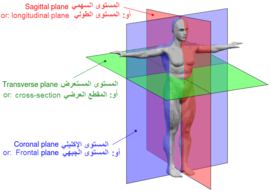 Sagittal plane المستوى السهمي
or: longitudinal plane أو: المستوى الطولي
Transverse plane المستوى المستعرض
or: cross-section أو: المقطع العرضي
Coronal plane المستوى الإكليلي
or: Frontal plane أو: المستوى الجبهي